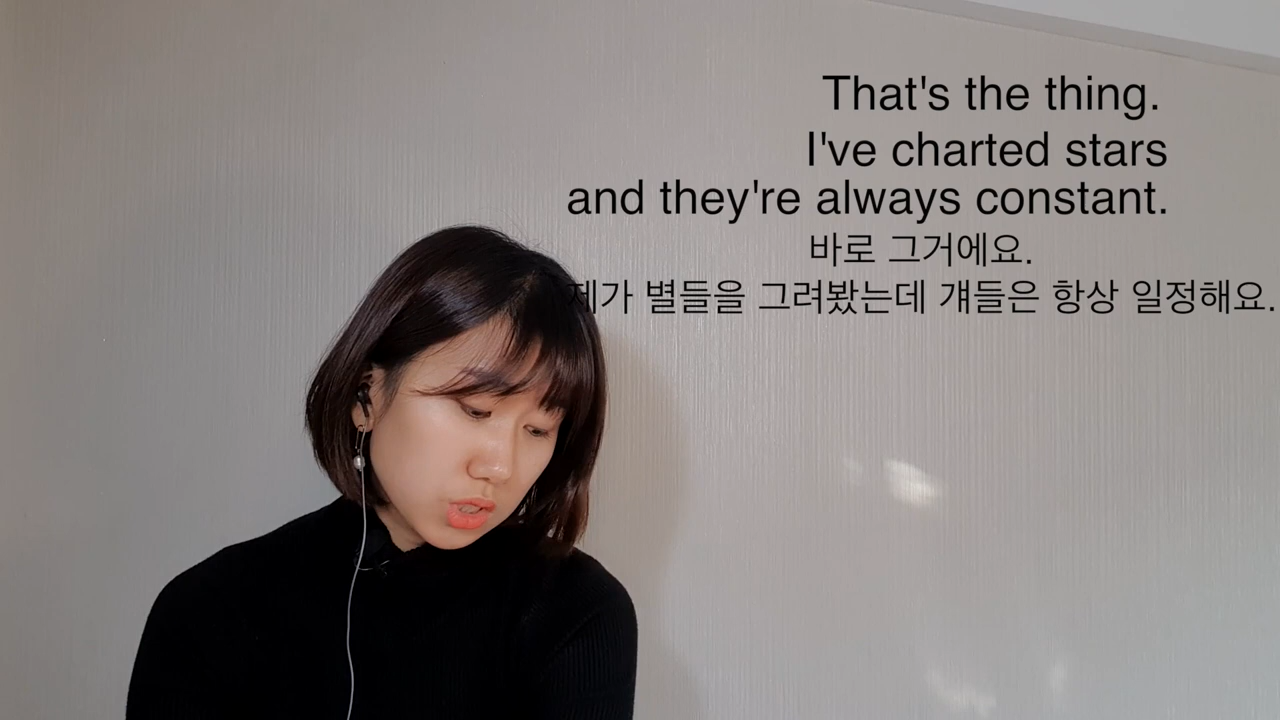 That's the thing.
I've charted stars
and they're always constant.
바로 그거에요.
제가 별들을 그려봤는데 걔들은 항상 일정해요.